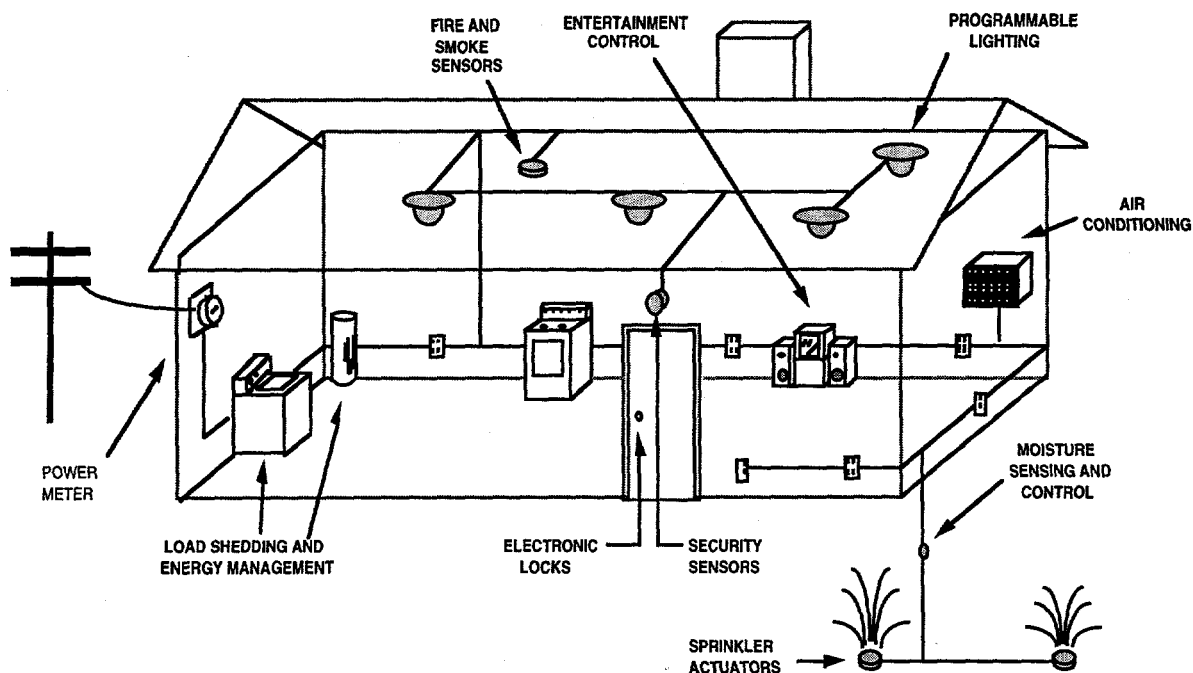 FIRE AND
SMOKE
SENSORS
ENTERTAINMENT
CONTROL
PROGRAMMABLE
LIGHTING
AIR
CONDITIONING
POWER
METER
LOAD SHEDDING AND
ENERGY MANAGEMENT
ELECTRONIC
LOCKS
SECURITY
SENSORS
MOISTURE
SENSING AND
CONTROL
SPRINKLER
ACTUATORS